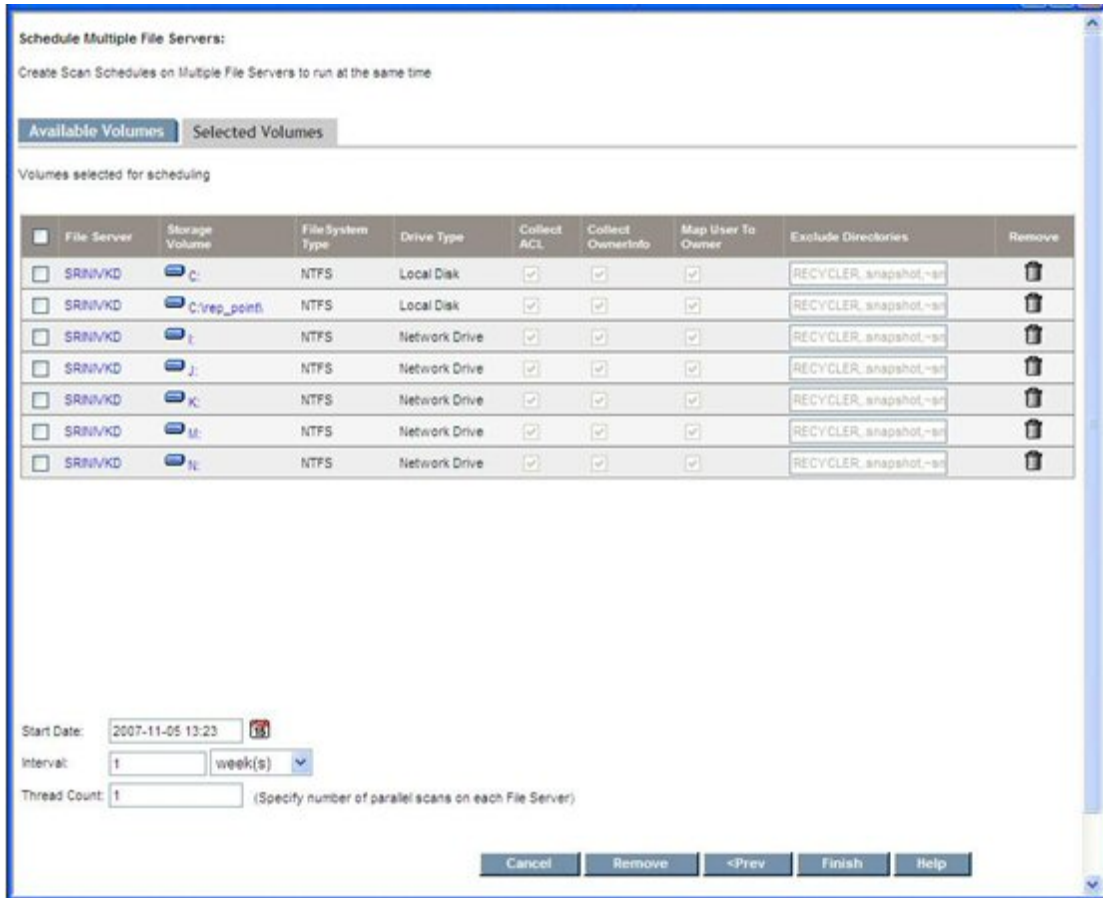 Schedule Multiple File Servers:
Create Scan Schedules on Multiple File Servers to run at the same time
Available Volumes Selected Volumes
Volumes selected for scheduling
File Server Storage Volume FileSystem Type Drive Type Collect ACL Collect OwnerInfo Map User To Owner Exclude Directories Remove
SRINIVKD C: NTFS Local Disk RECYCLER,.snapshot,~sn
SRINIVKD C:\rep_point\ NTFS Local Disk RECYCLER,.snapshot,~sn
SRINIVKD I: NTFS Network Drive RECYCLER,.snapshot,~sn
SRINIVKD J: NTFS Network Drive RECYCLER,.snapshot,~sn
SRINIVKD K: NTFS Network Drive RECYCLER,.snapshot,~sn
SRINIVKD M: NTFS Network Drive RECYCLER,.snapshot,~sn
SRINIVKD N: NTFS Network Drive RECYCLER,.snapshot,~sn
Start Date: 2007-11-05 13:23 15
Interval: 1 week(s)
Thread Count: 1 (Specify number of parallel scans on each File Server)
Cancel Remove <Prev Finish Help